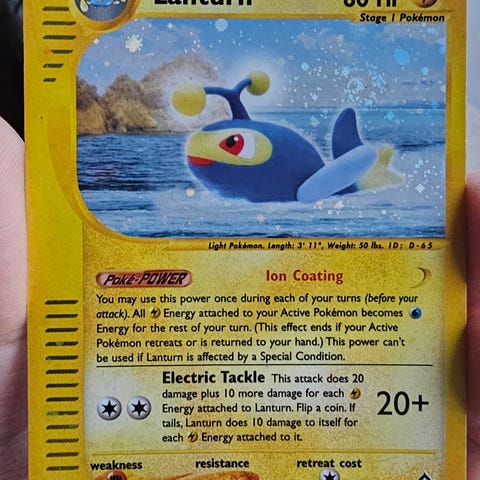 Lanturn 80 HP
Stage 1 Pokémon
Light Pokémon. Length: 3' 11", Weight: 50 lbs. ID: D-65
Poké-POWER Ion Coating
You may use this power once during each of your turns (before your
attack). All Energy attached to your Active Pokémon becomes
Energy for the rest of your turn. (This effect ends if your Active
Pokémon retreats or is returned to your hand.) This power can't
be used if Lanturn is affected by a Special Condition.
Electric Tackle This attack does 20
damage plus 10 more damage for each
Energy attached to Lanturn. Flip a coin. If
tails, Lanturn does 10 damage to itself for
each Energy attached to it.
20+
weakness resistance retreat cost